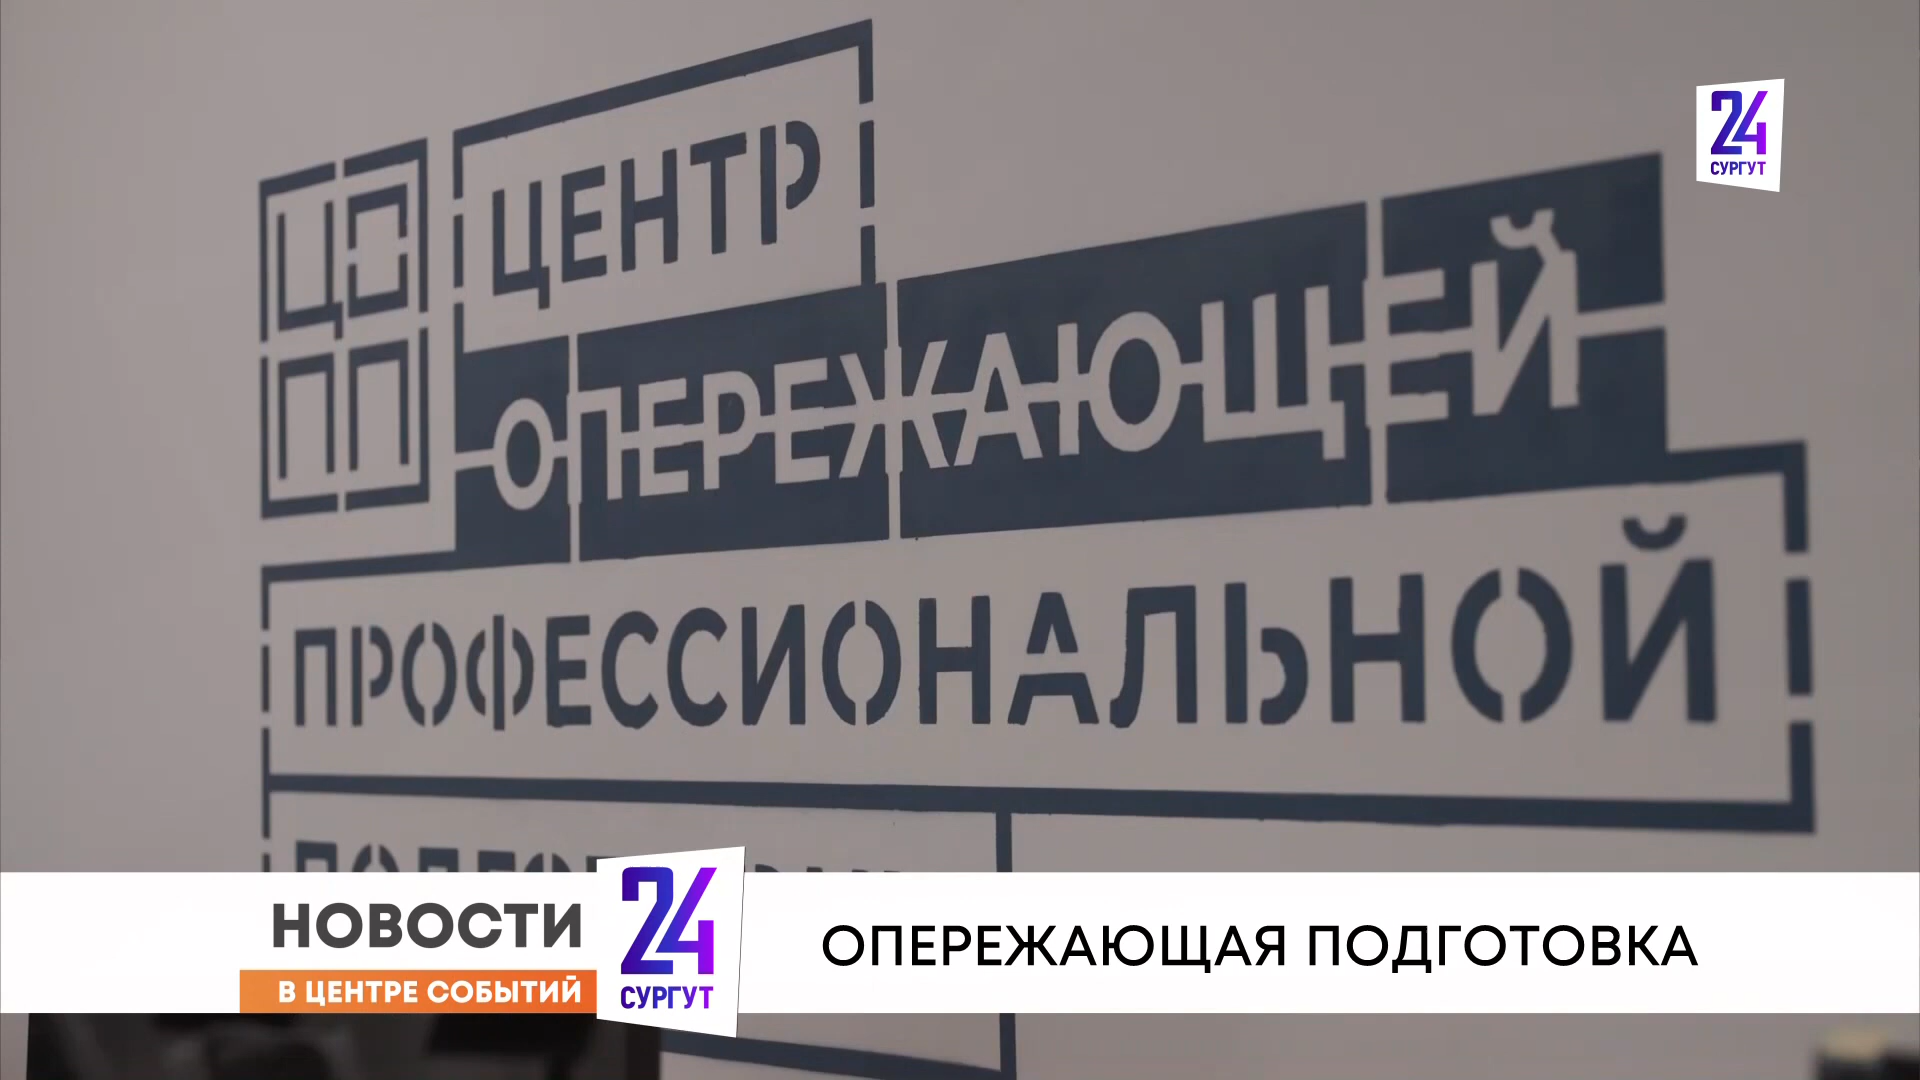 24
СУРГУТ
ЦО
ПП
ЦЕНТР
ОПЕРЕЖАЮЩЕЙ
ПРОФЕССИОНАЛЬНОЙ
НОВОСТИ
В ЦЕНТРЕ СОБЫТИЙ
24
СУРГУТ
ОПЕРЕЖАЮЩАЯ ПОДГОТОВКА